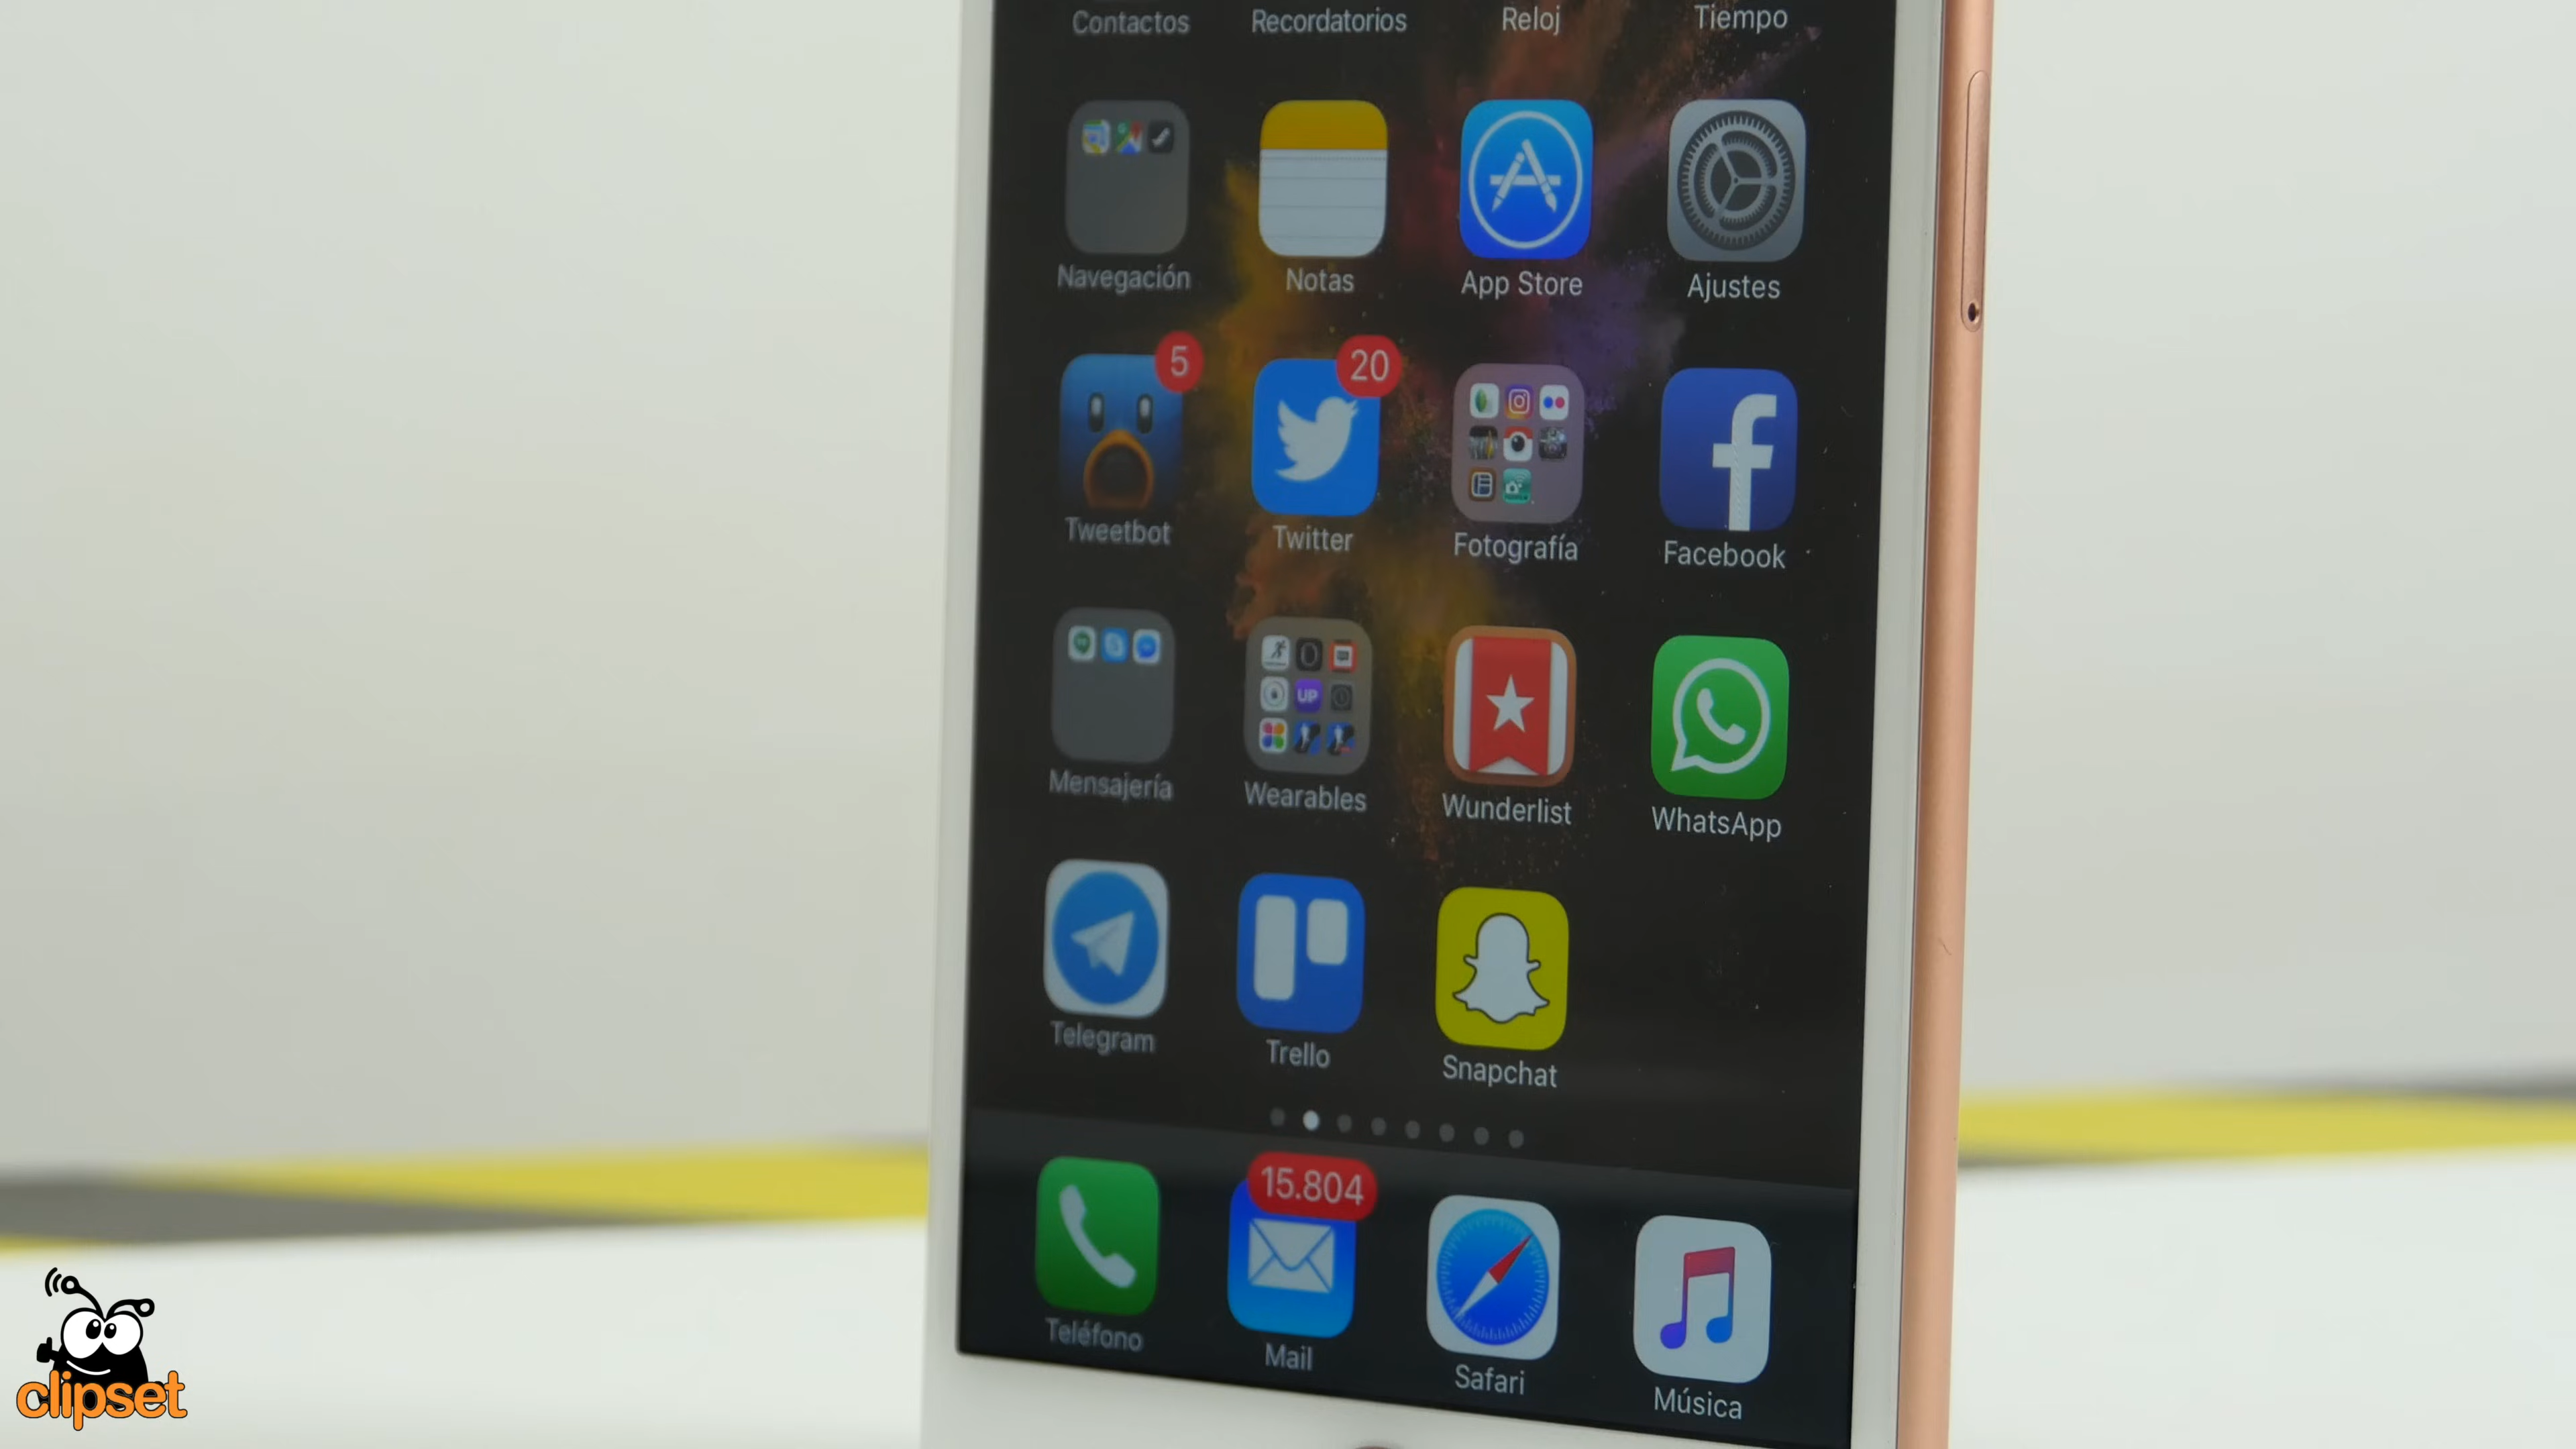 Contactos Recordatorios Reloj Tiempo
Navegación Notas App Store Ajustes
5 20
Tweetbot Twitter Fotografía Facebook
UP
Mensajería Wearables Wunderlist WhatsApp
Telegram Trello Snapchat
15.804
Teléfono Mail Safari Música
clipset